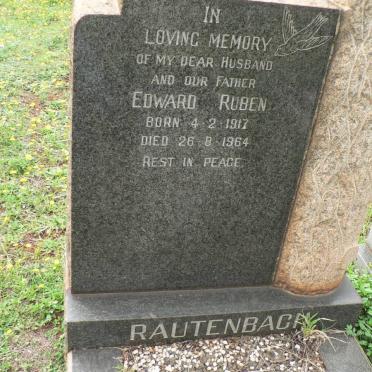 IN
LOVING MEMORY
OF MY DEAR HUSBAND
AND OUR FATHER
EDWARD RUBEN
BORN 4-2-1917
DIED 26-8-1964
REST IN PEACE.
RAUTENBACH